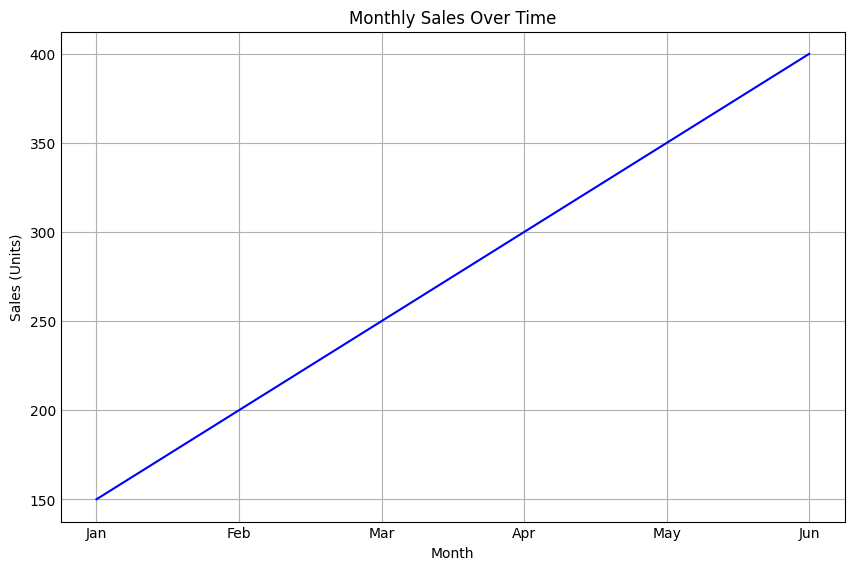 Monthly Sales Over Time
Sales (Units)
400
350
300
250
200
150
Jan Feb Mar Apr May Jun
Month